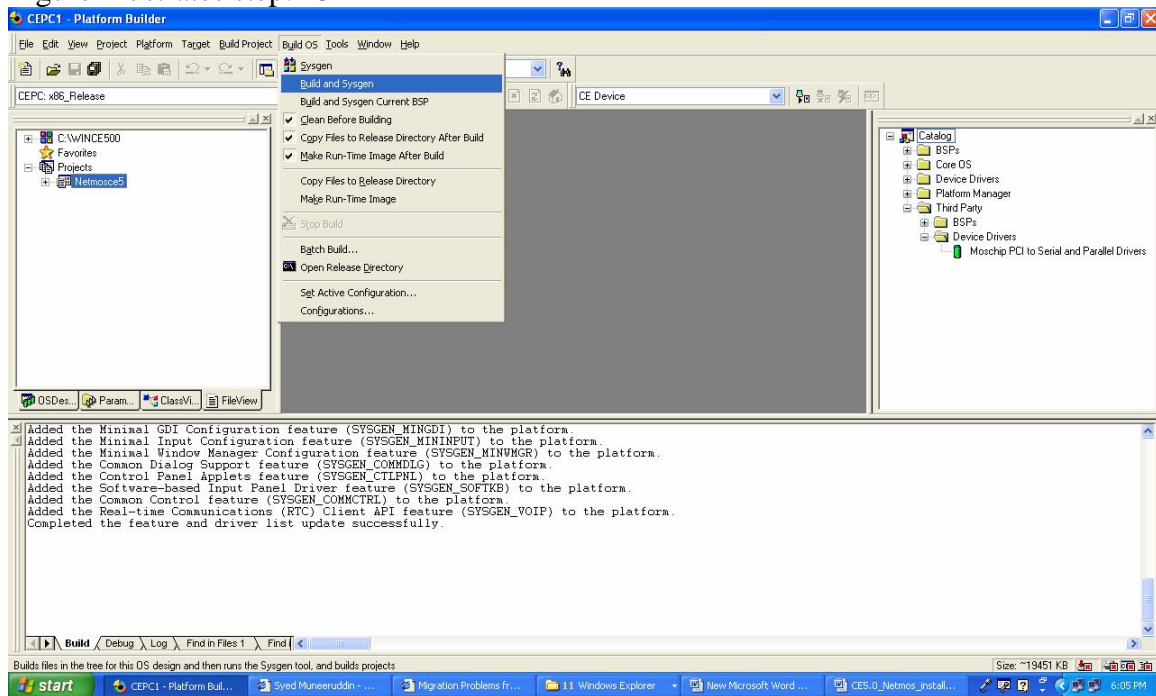 CEPC1 - Platform Builder
File Edit View Project Platform Target Build Project Build OS Tools Window Help
CEPC: x86_Release
CE Device
Sysgen
Build and Sysgen
Build and Sysgen Current BSP
Clean Before Building
Copy Files to Release Directory After Build
Make Run-Time Image After Build
Copy Files to Release Directory
Make Run-Time Image
Stop Build
Batch Build...
Open Release Directory
Set Active Configuration...
Configurations...
C:\WINCE500
Favorites
Projects
Netmosce5
OSDes... Param... ClassVi... FileView
Catalog
BSPs
Core OS
Device Drivers
Platform Manager
Third Party
BSPs
Device Drivers
Moschip PCI to Serial and Parallel Drivers
Added the Minimal GDI Configuration feature (SYSGEN_MINGDI) to the platform.
Added the Minimal Input Configuration feature (SYSGEN_MININPUT) to the platform.
Added the Minimal Window Manager Configuration feature (SYSGEN_MINWMGR) to the platform.
Added the Common Dialog Support feature (SYSGEN_COMMDLG) to the platform.
Added the Control Panel Applets feature (SYSGEN_CTLPNL) to the platform.
Added the Software-based Input Panel Driver feature (SYSGEN_SOFTKB) to the platform.
Added the Common Control feature (SYSGEN_COMMCTRL) to the platform.
Added the Real-time Communications (RTC) Client API feature (SYSGEN_VOIP) to the platform.
Completed the feature and driver list update successfully.
Build Debug Log Find in Files 1 Find
Builds files in the tree for this OS design and then runs the Sysgen tool, and builds projects
Size: ~19451 KB
start CEPC1 - Platform Buil... Syed Muneeruddin - ... Migration Problems fr... 11 Windows Explorer New Microsoft Word ... CE5.0_Netmos_install... 6:05 PM